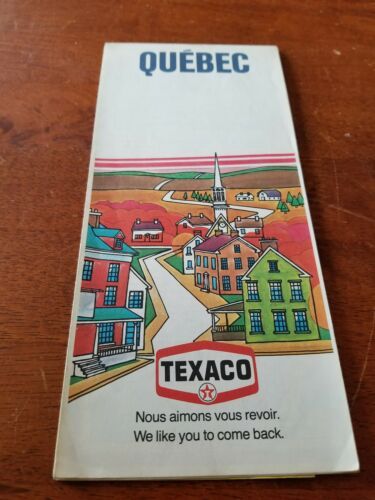 QUÉBEC
TEXACO
T
Nous aimons vous revoir.
We like you to come back.